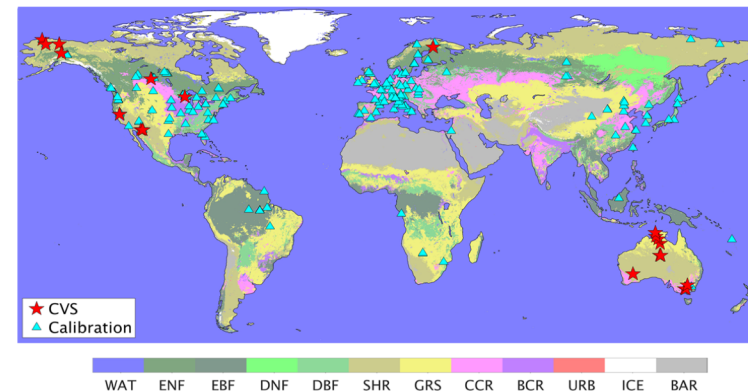 CVS
Calibration
WAT ENF EBF DNF DBF SHR GRS CCR BCR URB ICE BAR